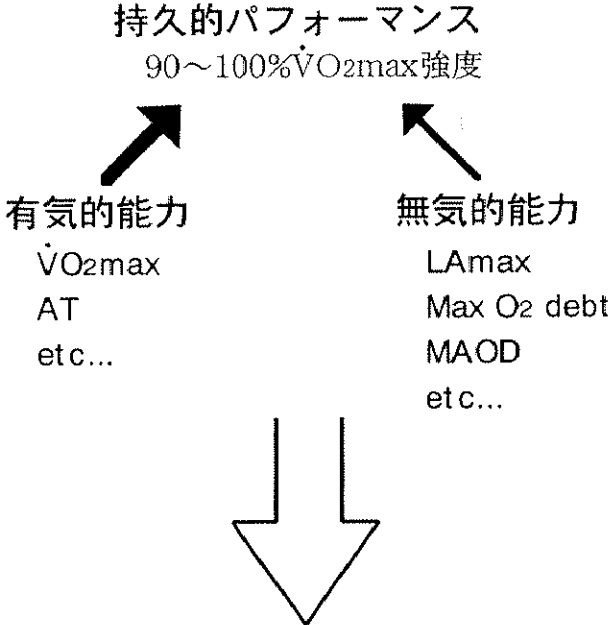 持久的パフォーマンス
90～100%V̇O2max強度
有気的能力
V̇O2max
AT
etc...
無気的能力
LAmax
Max O2 debt
MAOD
etc...